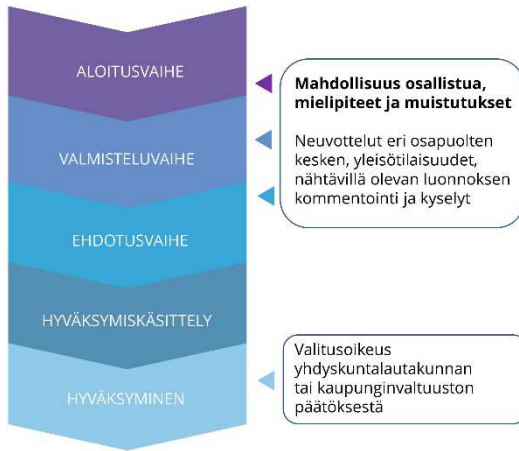 ALOITUSVAIHE
Mahdollisuus osallistua,
mielipiteet ja muistutukset
Neuvottelut eri osapuolten
kesken, yleisötilaisuudet,
nähtävillä olevan luonnoksen
kommentointi ja kyselyt
VALMISTELUVAIHE
EHDOTUSVAIHE
HYVÄKSYMISKÄSITTELY
HYVÄKSYMINEN
Valitusoikeus
yhdyskuntalautakunnan
tai kaupunginvaltuuston
päätöksestä